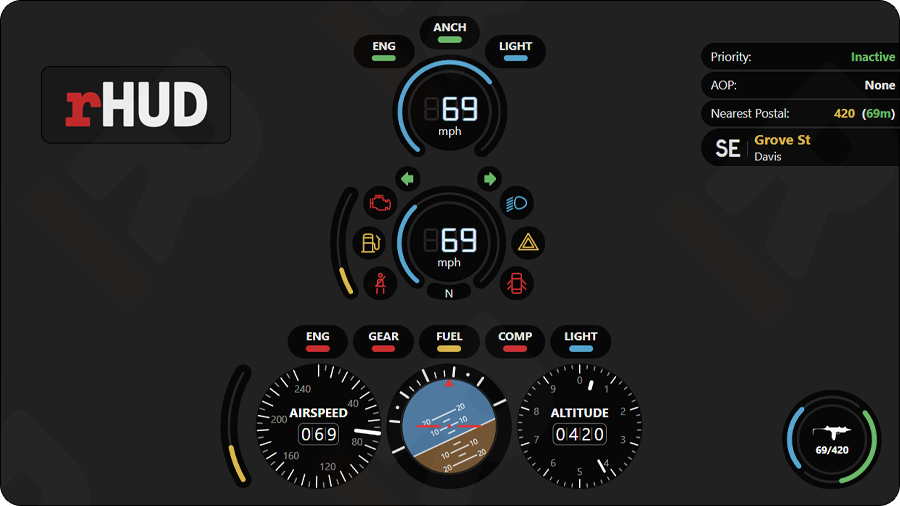 rHUD
ENG
ANCH
LIGHT
69
mph
Priority: Inactive
AOP: None
Nearest Postal: 420 (69m)
SE
Grove St
Davis
69
mph
N
ENG
GEAR
FUEL
COMP
LIGHT
240
40
200
AIRSPEED
069
80
160
120
20 20
10 10
10 10
20 20
0
9 1
8 2
ALTITUDE
0420
7 3
6 4
5
69/420